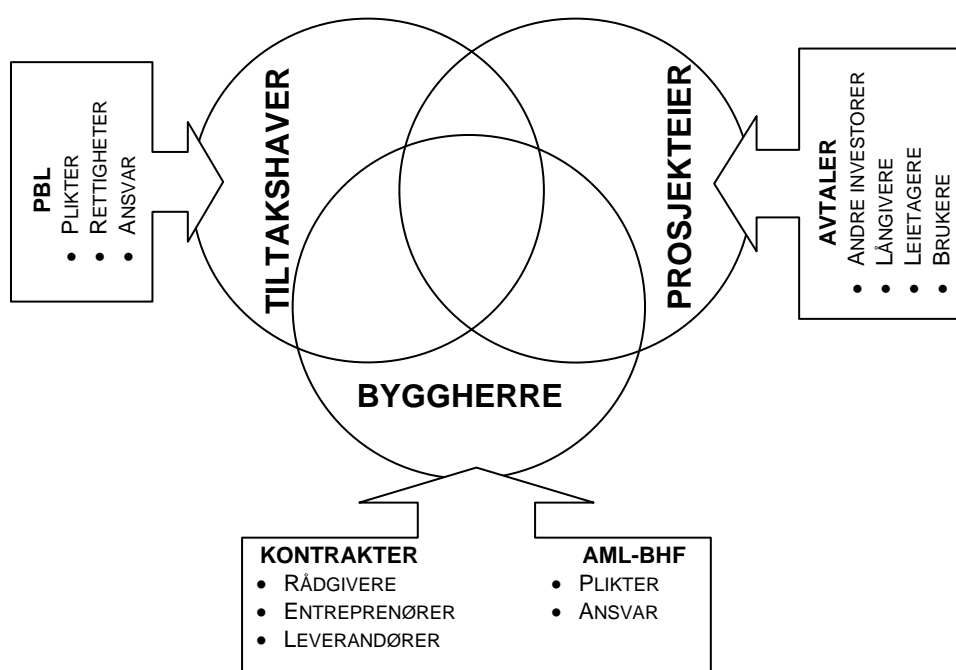 PBL
• PLIKTER
• RETTIGHETER
• ANSVAR
TILTAKSHAVER
PROSJEKTEIER
AVTALER
• ANDRE INVESTORER
• LÅNGIVERE
• LEIETAGERE
• BRUKERE
BYGGHERRE
KONTRAKTER
• RÅDGIVERE
• ENTREPRENØRER
• LEVERANDØRER
AML-BHF
• PLIKTER
• ANSVAR